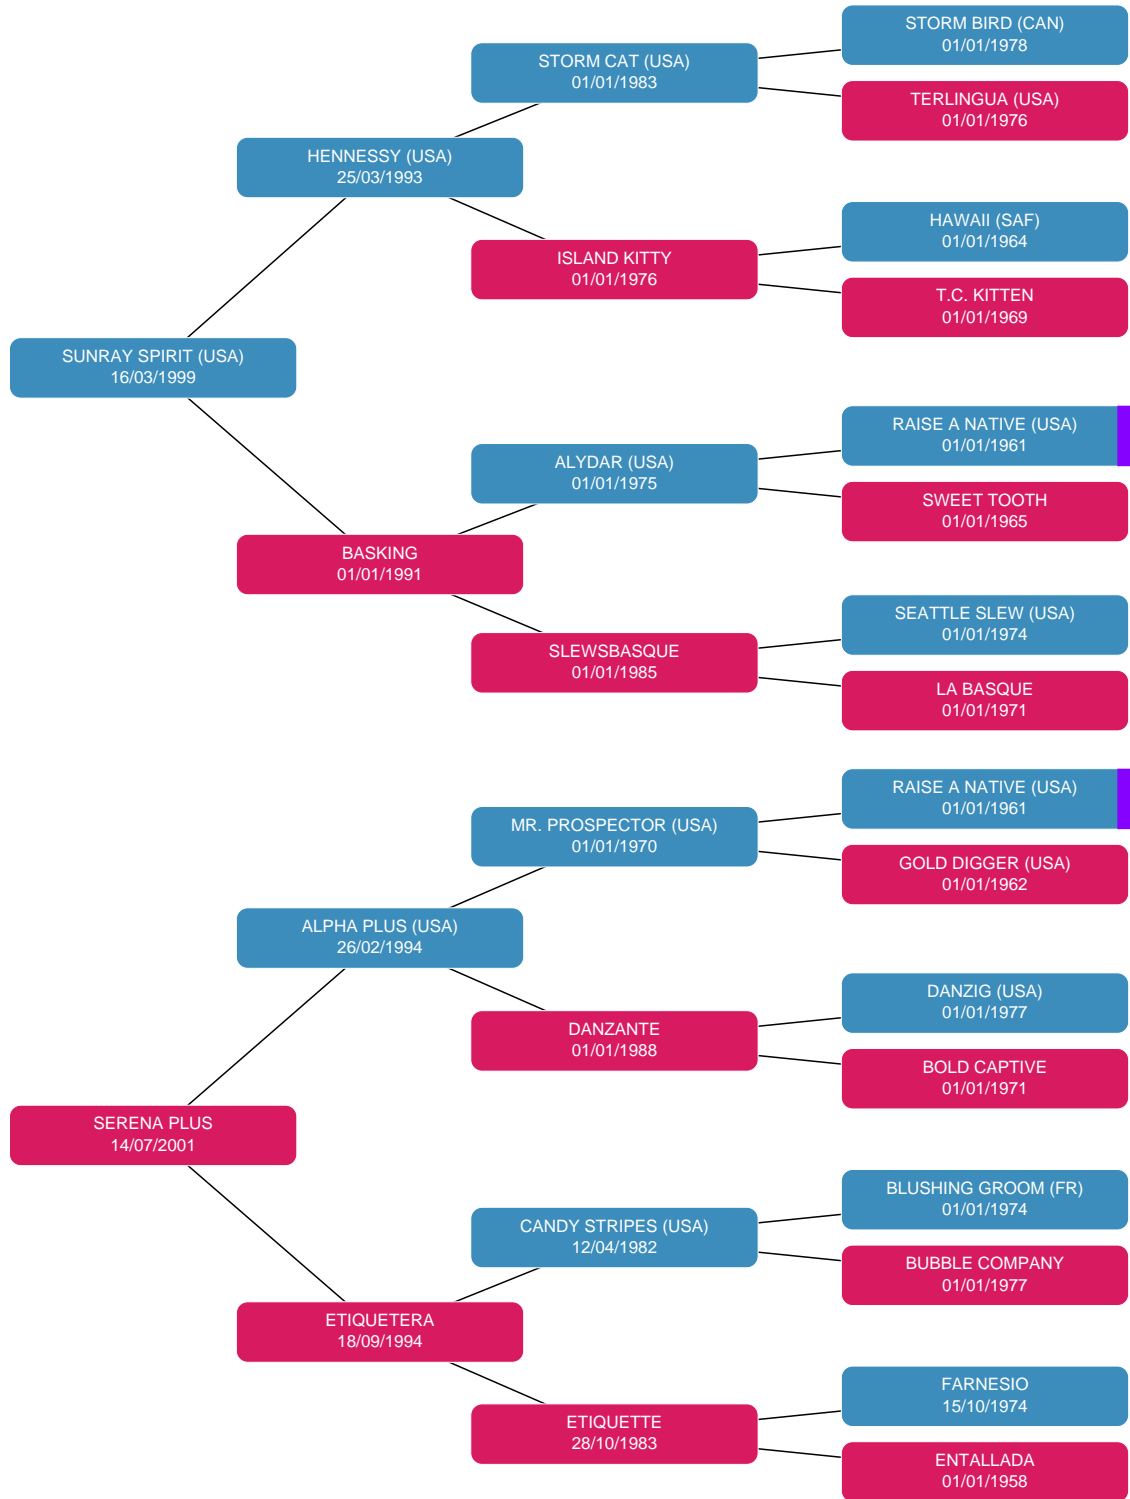 STORM BIRD (CAN)
01/01/1978
STORM CAT (USA)
01/01/1983
TERLINGUA (USA)
01/01/1976
HENNESSY (USA)
25/03/1993
HAWAII (SAF)
01/01/1964
ISLAND KITTY
01/01/1976
T.C. KITTEN
01/01/1969
SUNRAY SPIRIT (USA)
16/03/1999
RAISE A NATIVE (USA)
01/01/1961
ALYDAR (USA)
01/01/1975
SWEET TOOTH
01/01/1965
BASKING
01/01/1991
SEATTLE SLEW (USA)
01/01/1974
SLEWSBASQUE
01/01/1985
LA BASQUE
01/01/1971
RAISE A NATIVE (USA)
01/01/1961
MR. PROSPECTOR (USA)
01/01/1970
GOLD DIGGER (USA)
01/01/1962
ALPHA PLUS (USA)
26/02/1994
DANZIG (USA)
01/01/1977
DANZANTE
01/01/1988
BOLD CAPTIVE
01/01/1971
SERENA PLUS
14/07/2001
BLUSHING GROOM (FR)
01/01/1974
CANDY STRIPES (USA)
12/04/1982
BUBBLE COMPANY
01/01/1977
ETIQUETERA
18/09/1994
FARNESIO
15/10/1974
ETIQUETTE
28/10/1983
ENTALLADA
01/01/1958